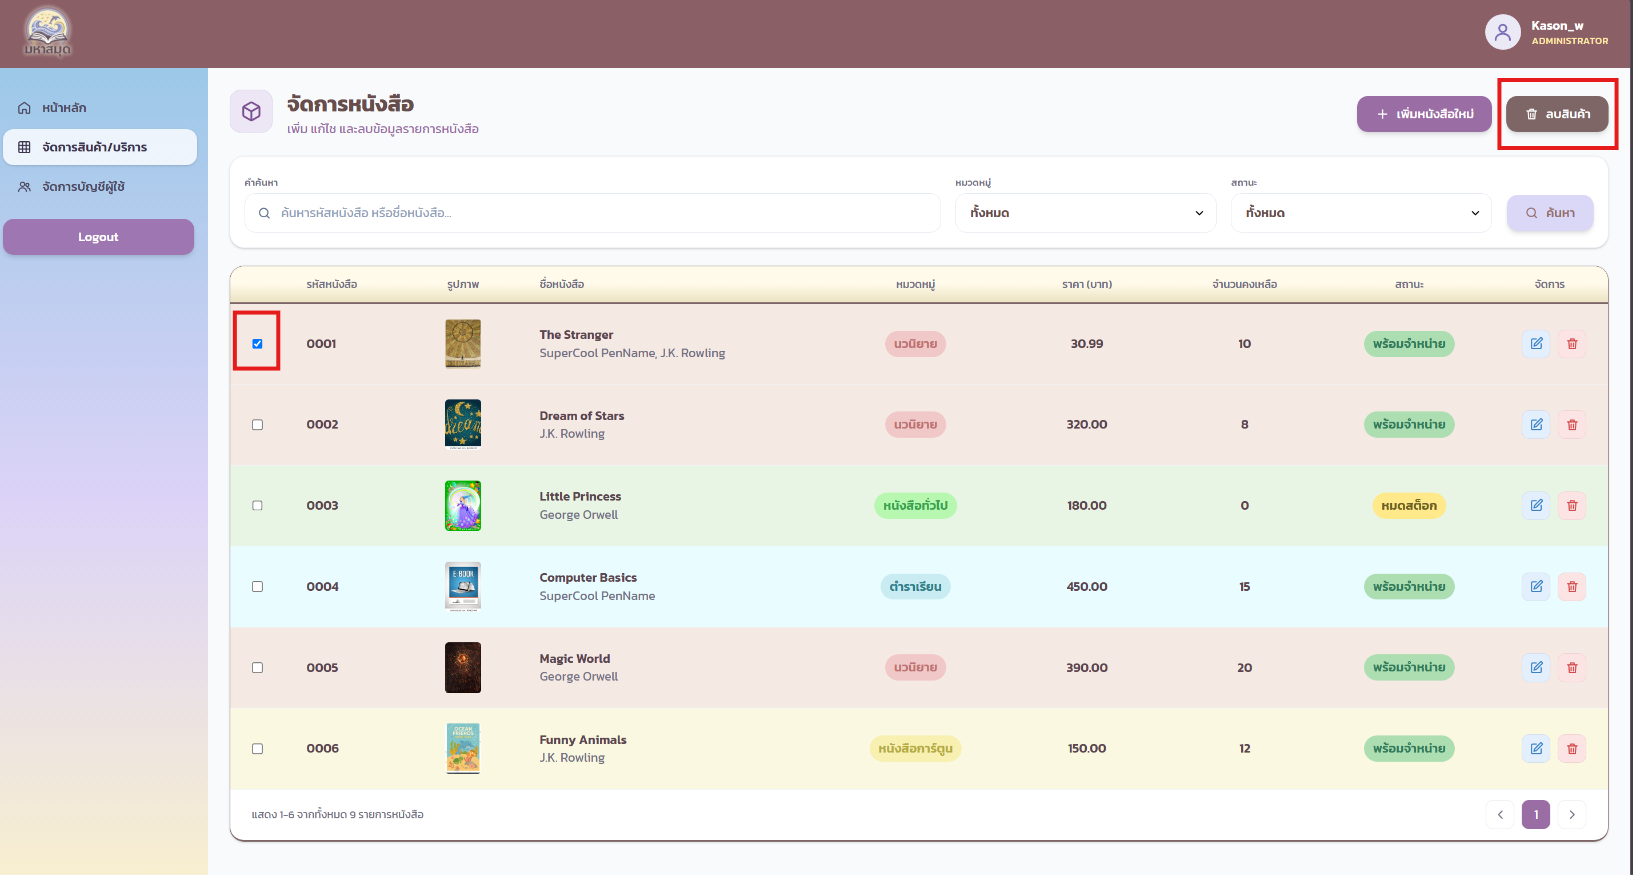 มหาสมุด
Kason_w
ADMINISTRATOR
หน้าหลัก
จัดการสินค้า/บริการ
จัดการบัญชีผู้ใช้
Logout
จัดการหนังสือ
เพิ่ม แก้ไข และลบข้อมูลรายการหนังสือ
เพิ่มหนังสือใหม่
ลบสินค้า
คำค้นหา
หมวดหมู่
สถานะ
ค้นหารหัสหนังสือ หรือชื่อหนังสือ...
ทั้งหมด
ทั้งหมด
ค้นหา
รหัสหนังสือ รูปภาพ ชื่อหนังสือ หมวดหมู่ ราคา (บาท) จำนวนคงเหลือ สถานะ จัดการ
0001 The Stranger นวนิยาย 30.99 10 พร้อมจำหน่าย
SuperCool PenName, J.K. Rowling
0002 Dream of Stars นวนิยาย 320.00 8 พร้อมจำหน่าย
J.K. Rowling
0003 Little Princess หนังสือทั่วไป 180.00 0 หมดสต็อก
George Orwell
E BOOK
0004 Computer Basics ตำราเรียน 450.00 15 พร้อมจำหน่าย
SuperCool PenName
0005 Magic World นวนิยาย 390.00 20 พร้อมจำหน่าย
George Orwell
OCEAN
FRIENDS
0006 Funny Animals หนังสือการ์ตูน 150.00 12 พร้อมจำหน่าย
J.K. Rowling
แสดง 1-6 จากทั้งหมด 9 รายการหนังสือ
1